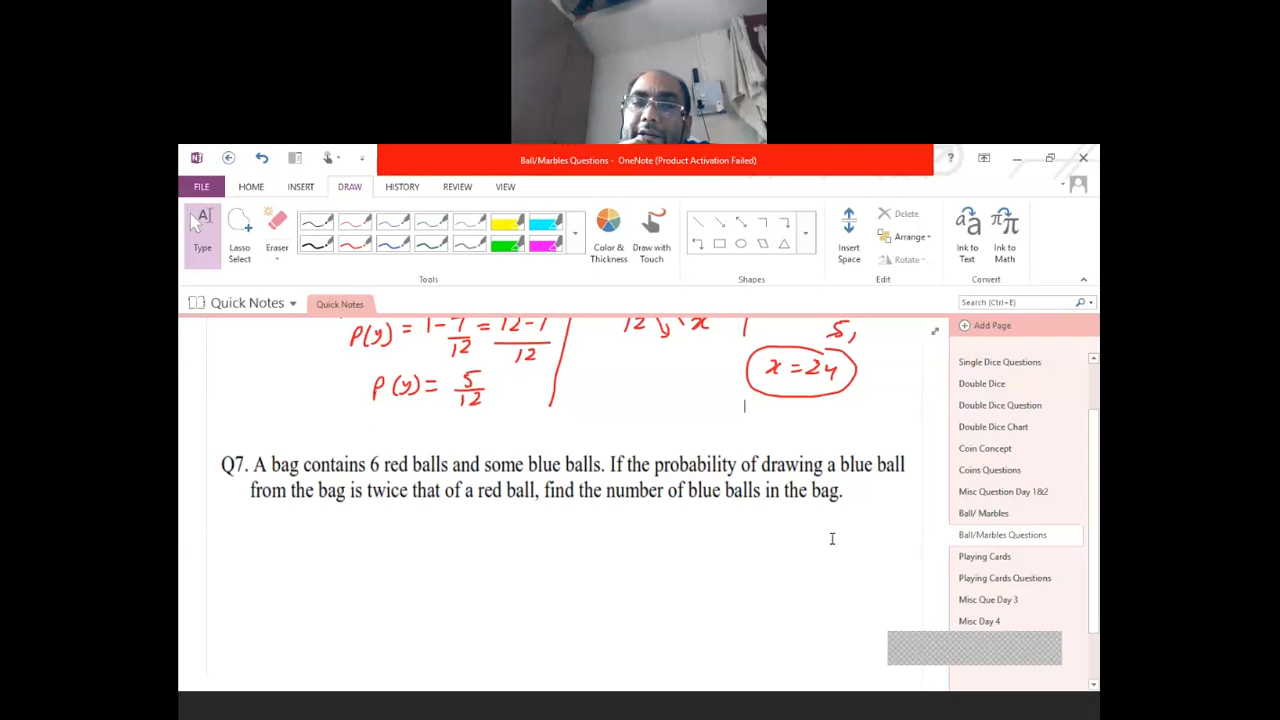 Ball/Marbles Questions - OneNote (Product Activation Failed)
?
FILE HOME INSERT DRAW HISTORY REVIEW VIEW
Type
Lasso Select
Eraser
Color & Thickness
Draw with Touch
Insert Space
Delete
Arrange
Rotate
Ink to Text
Ink to Math
Tools
Shapes
Edit
Convert
Quick Notes
Quick Notes
Search (Ctrl+E)
Add Page
P(y) =
12
x
5,
P(y) = 5/12
x = 24
Q7. A bag contains 6 red balls and some blue balls. If the probability of drawing a blue ball
from the bag is twice that of a red ball, find the number of blue balls in the bag.
Single Dice Questions
Double Dice
Double Dice Question
Double Dice Chart
Coin Concept
Coins Questions
Misc Question Day 1&2
Ball/ Marbles
Ball/Marbles Questions
Playing Cards
Playing Cards Questions
Misc Que Day 3
Misc Day 4